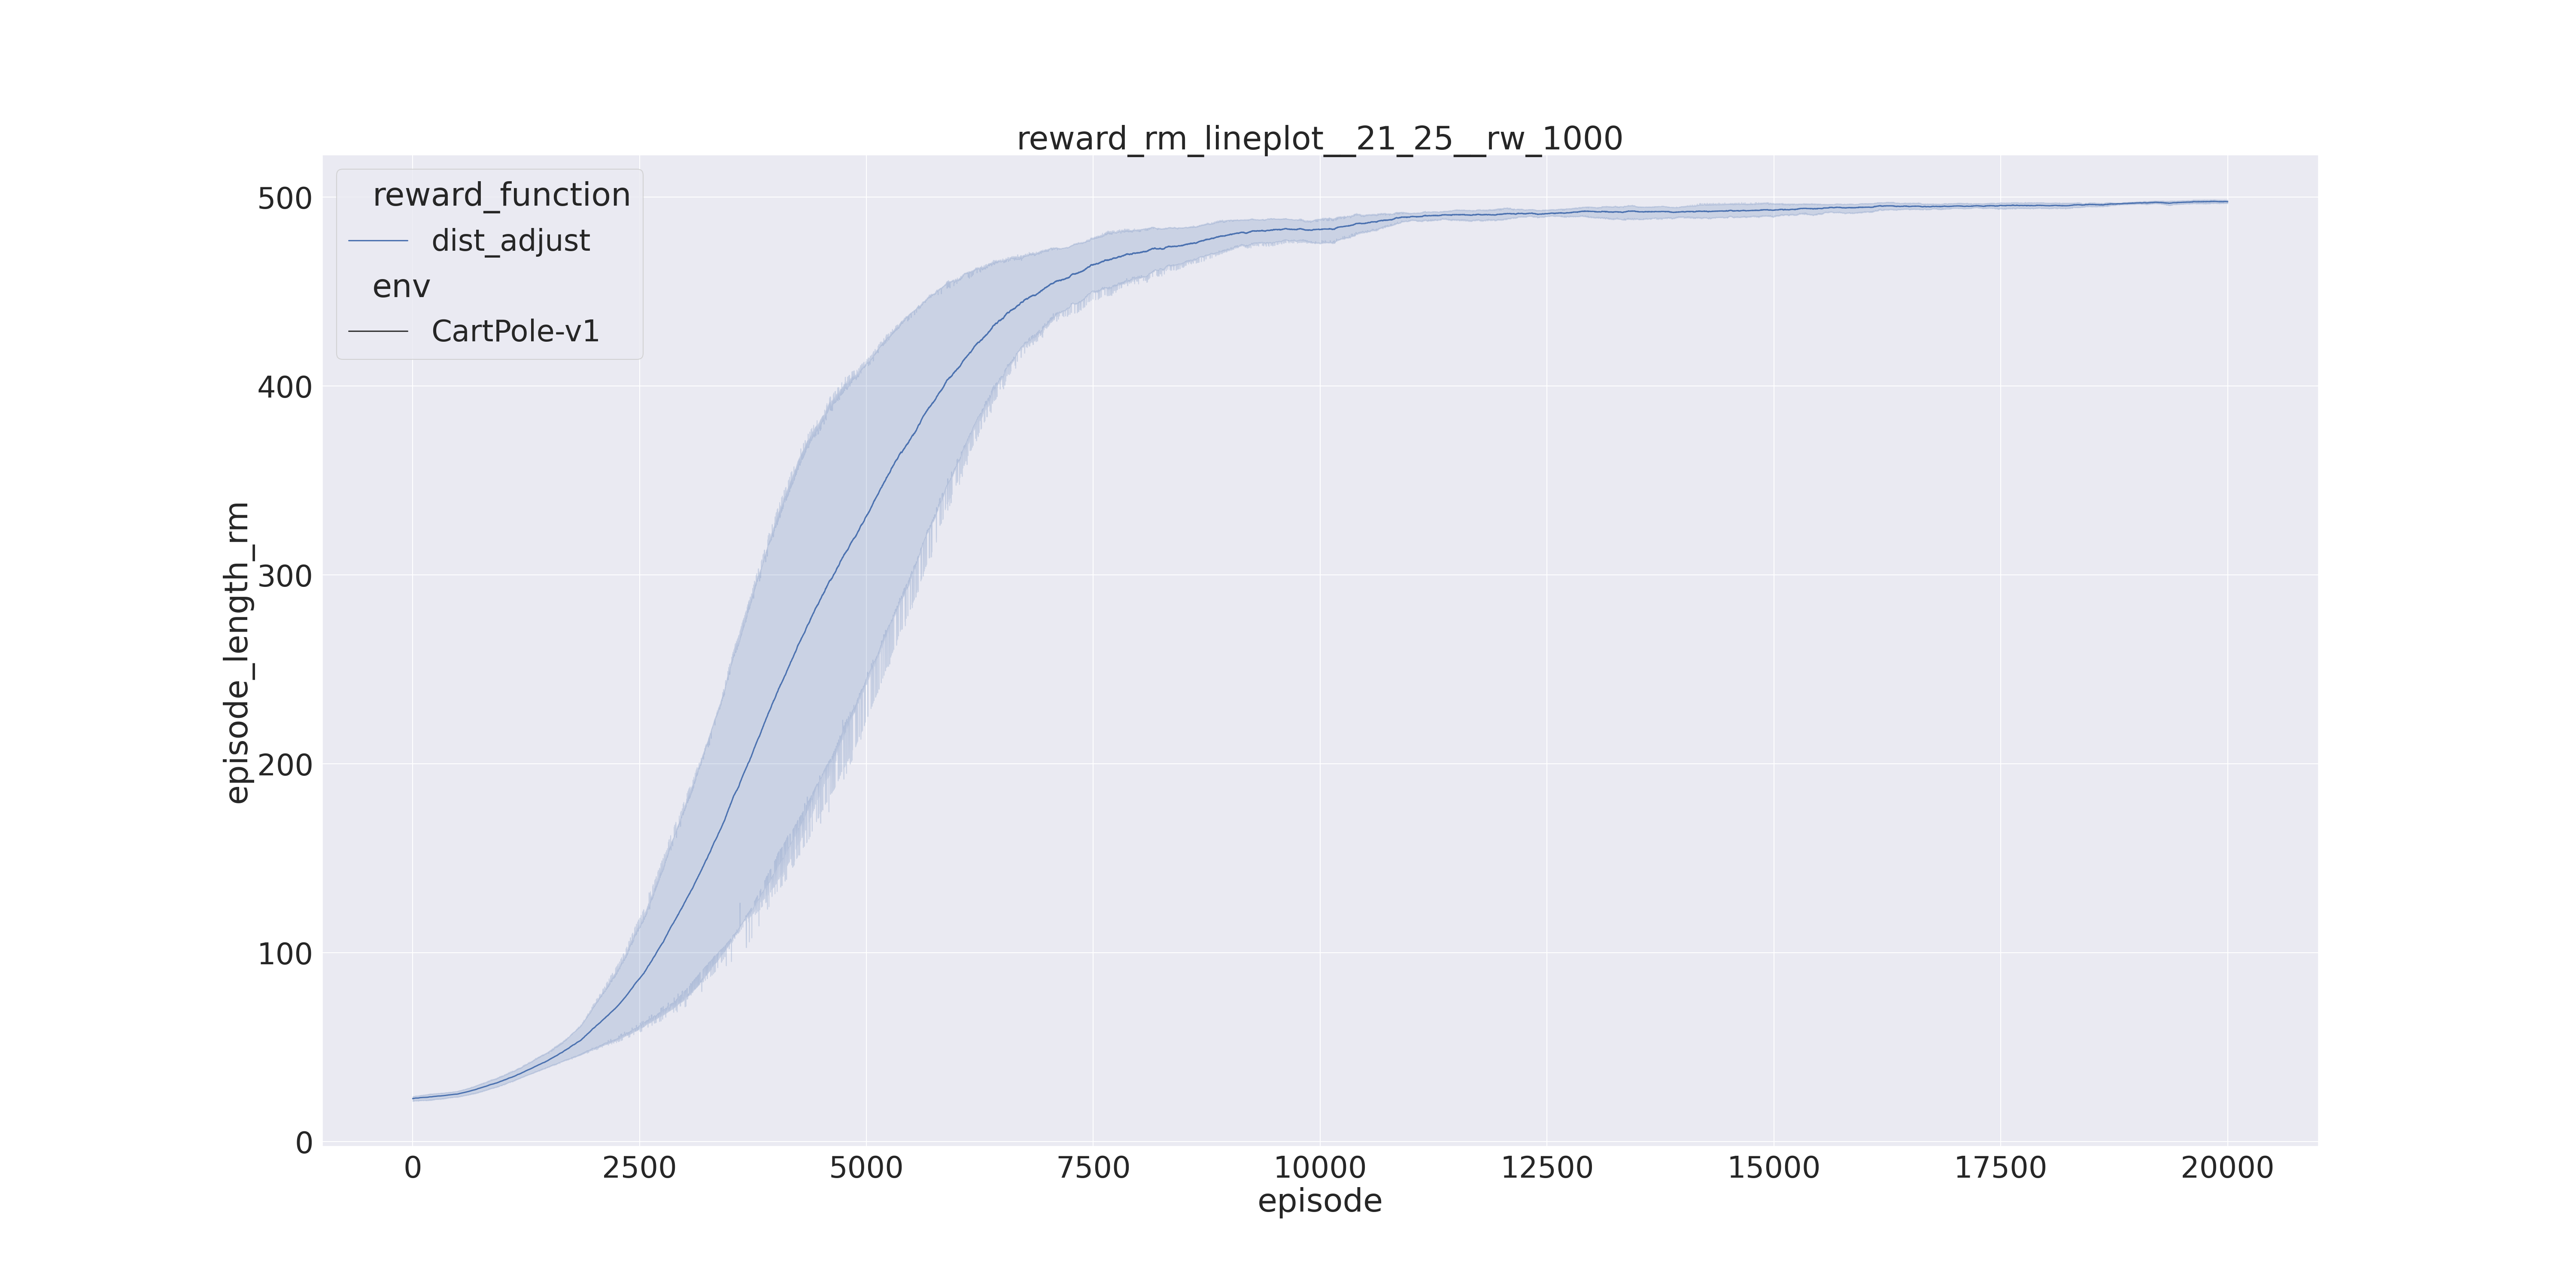 reward_rm_lineplot__21_25__rw_1000
reward_function
dist_adjust
env
CartPole-v1
episode_length_rm
500
400
300
200
100
0
0 2500 5000 7500 10000 12500 15000 17500 20000
episode